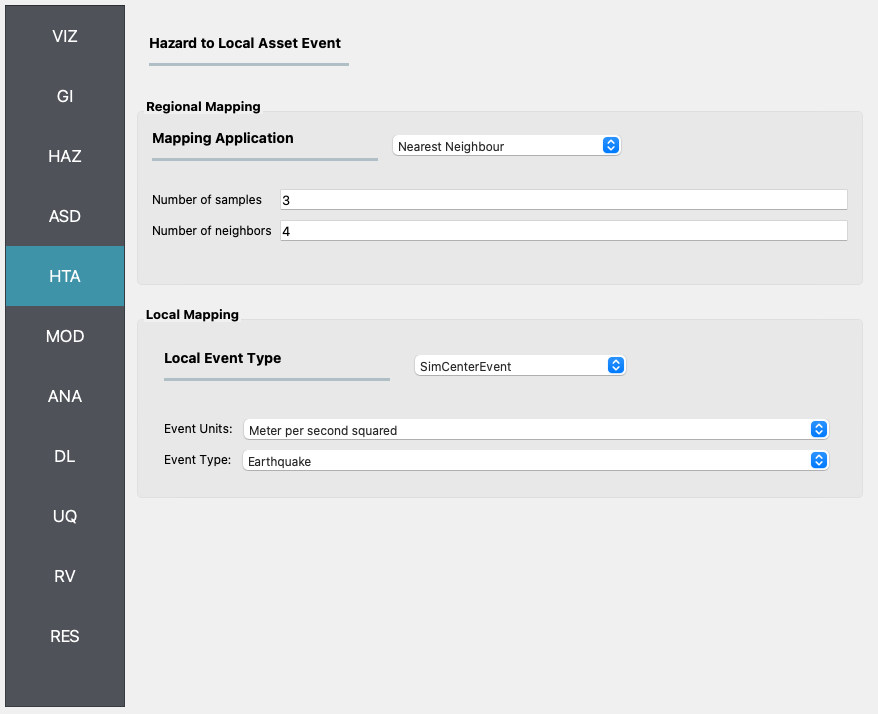 VIZ
GI
HAZ
ASD
HTA
MOD
ANA
DL
UQ
RV
RES
Hazard to Local Asset Event
Regional Mapping
Mapping Application Nearest Neighbour
Number of samples 3
Number of neighbors 4
Local Mapping
Local Event Type SimCenterEvent
Event Units: Meter per second squared
Event Type: Earthquake